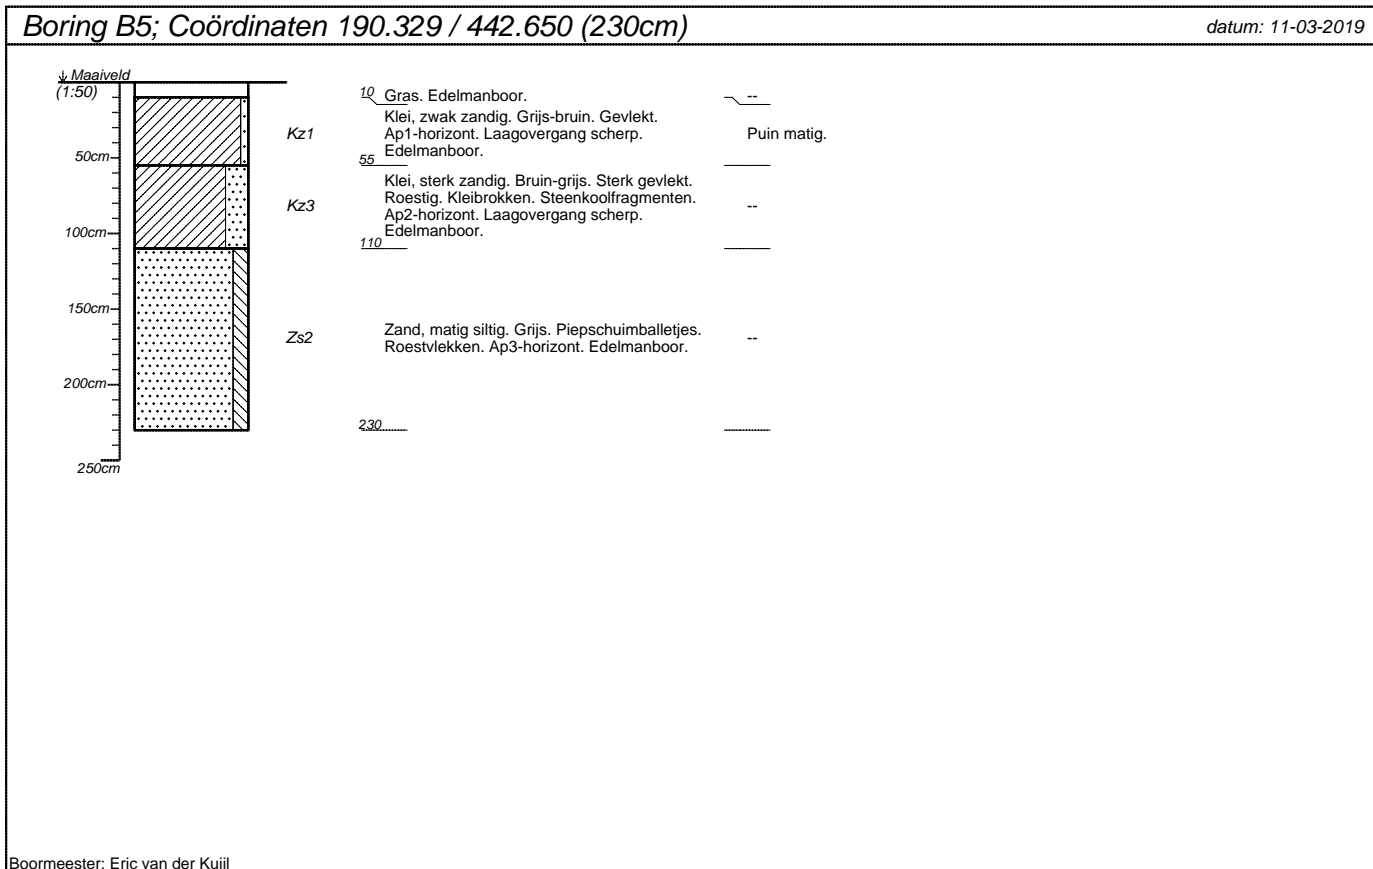 Boring B5; Coördinaten 190.329 / 442.650 (230cm)
datum: 11-03-2019
Maaiveld
(1:50)
10 Gras. Edelmanboor. --
Klei, zwak zandig. Grijs-bruin. Gevlekt.
Kz1 Ap1-horizont. Laagovergang scherp. Puin matig.
Edelmanboor.
50cm
55
Klei, sterk zandig. Bruin-grijs. Sterk gevlekt.
Roestig. Kleibrokken. Steenkoolfragmenten.
Kz3 --
Ap2-horizont. Laagovergang scherp.
Edelmanboor.
100cm
110
150cm
Zand, matig siltig. Grijs. Piepschuimballetjes.
Zs2 --
Roestvlekken. Ap3-horizont. Edelmanboor.
200cm
230
250cm
Boormeester: Eric van der Kuijl